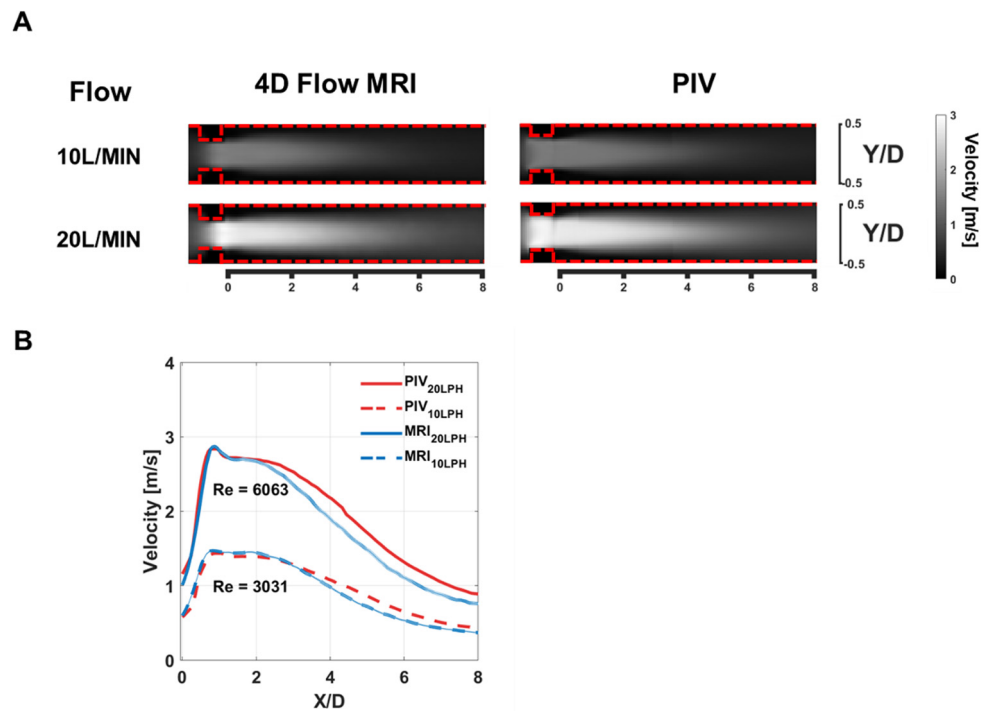 A
Flow
4D Flow MRI
PIV
10L/MIN
0.5
Y/D
0.5
20L/MIN
0.5
Y/D
-0.5
0 2 4 6 8
0 2 4 6 8
3
2
1
0
Velocity [m/s]
B
4
3
2
1
0
Velocity [m/s]
PIV20LPH
PIV10LPH
MRI20LPH
MRI10LPH
Re = 6063
Re = 3031
0 2 4 6 8
X/D